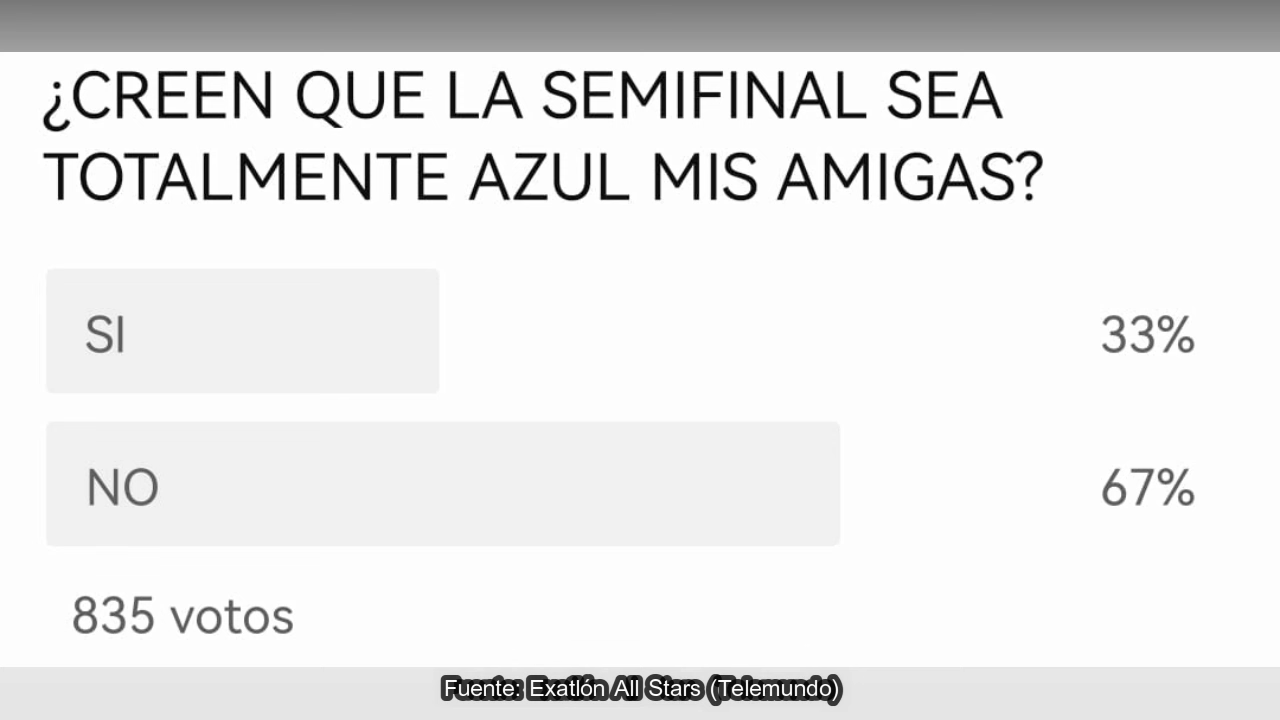 ¿CREEN QUE LA SEMIFINAL SEA
TOTALMENTE AZUL MIS AMIGAS?
SI 33%
NO 67%
835 votos
Fuente: Exatlón All Stars (Telemundo)